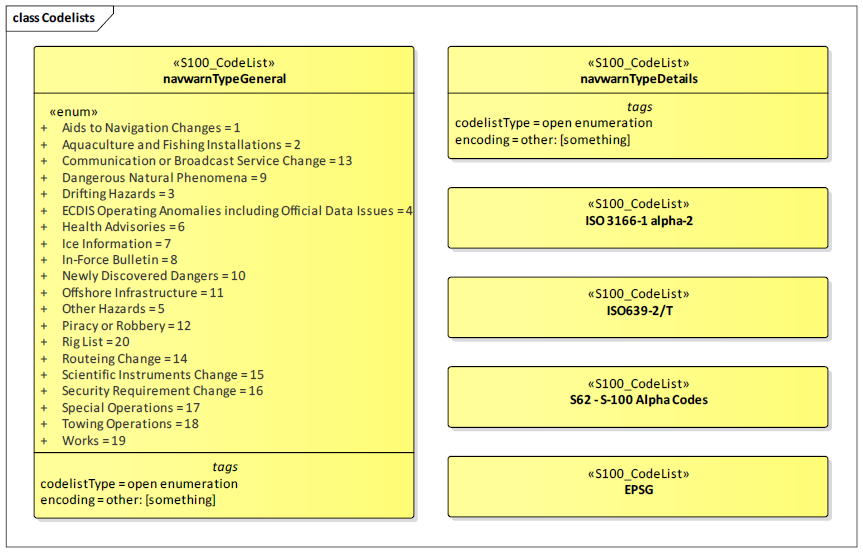 class Codelists
«S100_CodeList»
navwarnTypeGeneral
«enum»
+ Aids to Navigation Changes = 1
+ Aquaculture and Fishing Installations = 2
+ Communication or Broadcast Service Change = 13
+ Dangerous Natural Phenomena = 9
+ Drifting Hazards = 3
+ ECDIS Operating Anomalies including Official Data Issues = 4
+ Health Advisories = 6
+ Ice Information = 7
+ In-Force Bulletin = 8
+ Newly Discovered Dangers = 10
+ Offshore Infrastructure = 11
+ Other Hazards = 5
+ Piracy or Robbery = 12
+ Rig List = 20
+ Routeing Change = 14
+ Scientific Instruments Change = 15
+ Security Requirement Change = 16
+ Special Operations = 17
+ Towing Operations = 18
+ Works = 19
tags
codelistType = open enumeration
encoding = other: [something]
«S100_CodeList»
navwarnTypeDetails
tags
codelistType = open enumeration
encoding = other: [something]
«S100_CodeList»
ISO 3166-1 alpha-2
«S100_CodeList»
ISO639-2/T
«S100_CodeList»
S62 - S-100 Alpha Codes
«S100_CodeList»
EPSG